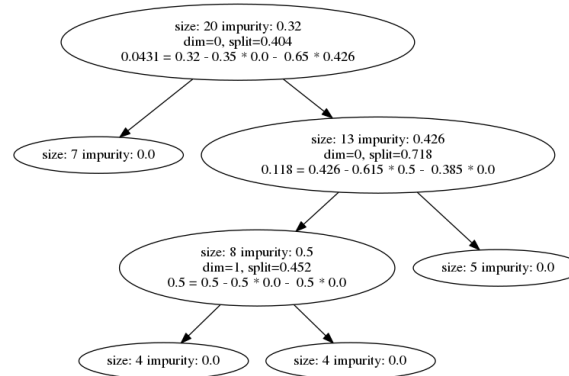 size: 20 impurity: 0.32
dim=0, split=0.404
0.0431 = 0.32 - 0.35 * 0.0 - 0.65 * 0.426
size: 7 impurity: 0.0
size: 13 impurity: 0.426
dim=0, split=0.718
0.118 = 0.426 - 0.615 * 0.5 - 0.385 * 0.0
size: 8 impurity: 0.5
dim=1, split=0.452
0.5 = 0.5 - 0.5 * 0.0 - 0.5 * 0.0
size: 5 impurity: 0.0
size: 4 impurity: 0.0
size: 4 impurity: 0.0